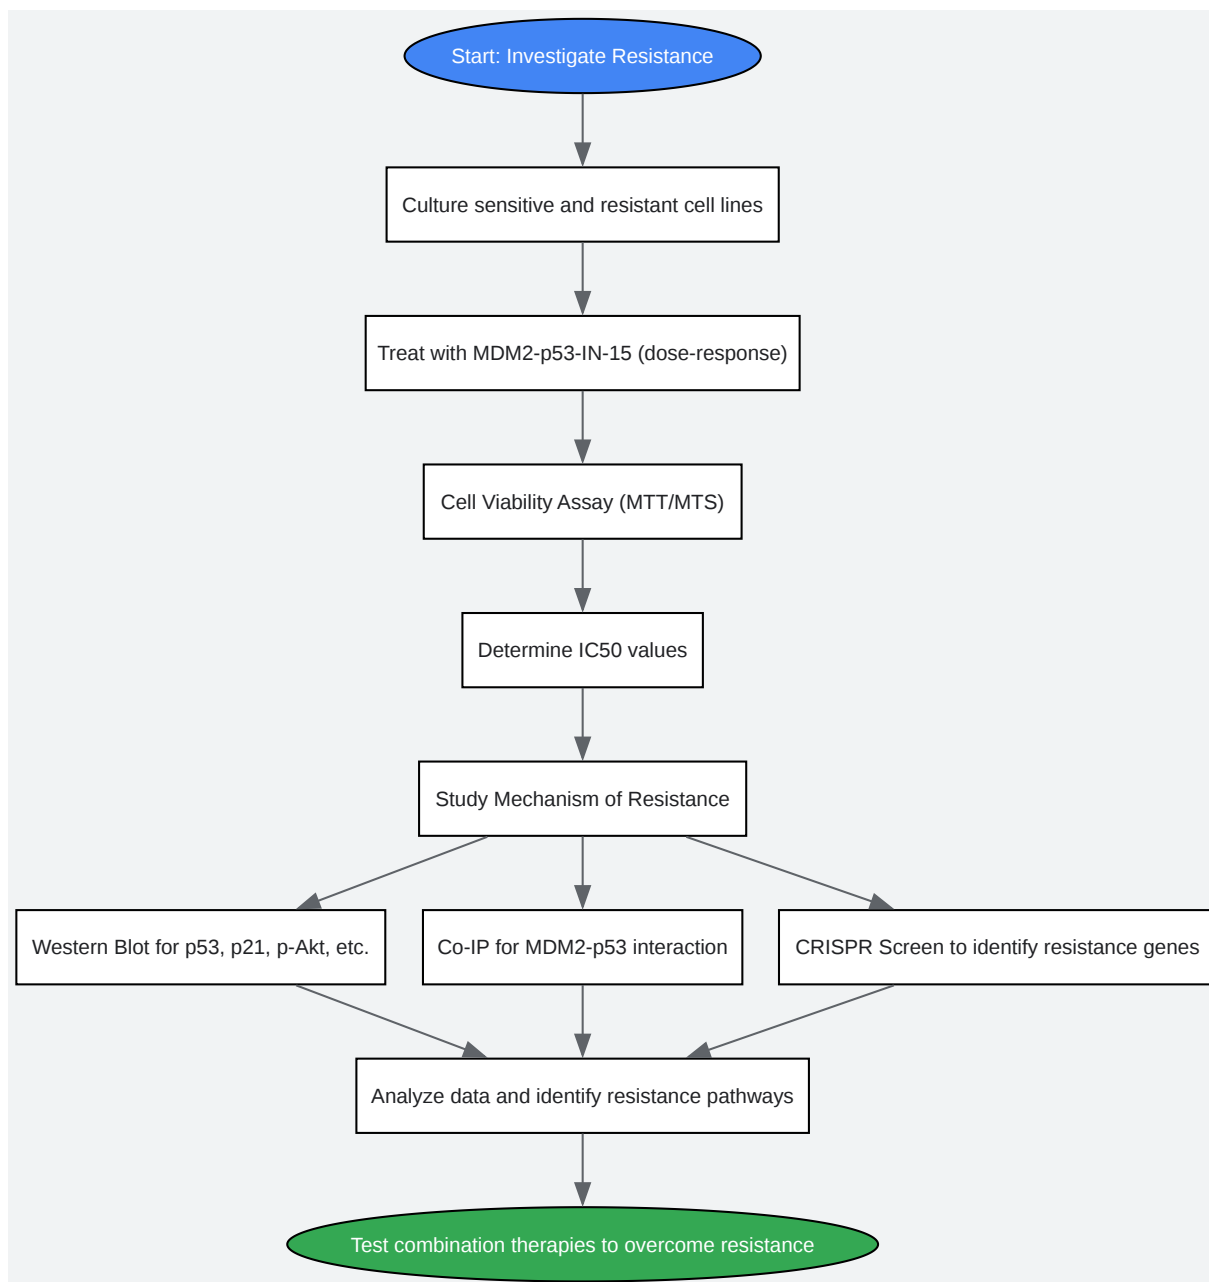 Start: Investigate Resistance
Culture sensitive and resistant cell lines
Treat with MDM2-p53-IN-15 (dose-response)
Cell Viability Assay (MTT/MTS)
Determine IC50 values
Study Mechanism of Resistance
Western Blot for p53, p21, p-Akt, etc.
Co-IP for MDM2-p53 interaction
CRISPR Screen to identify resistance genes
Analyze data and identify resistance pathways
Test combination therapies to overcome resistance